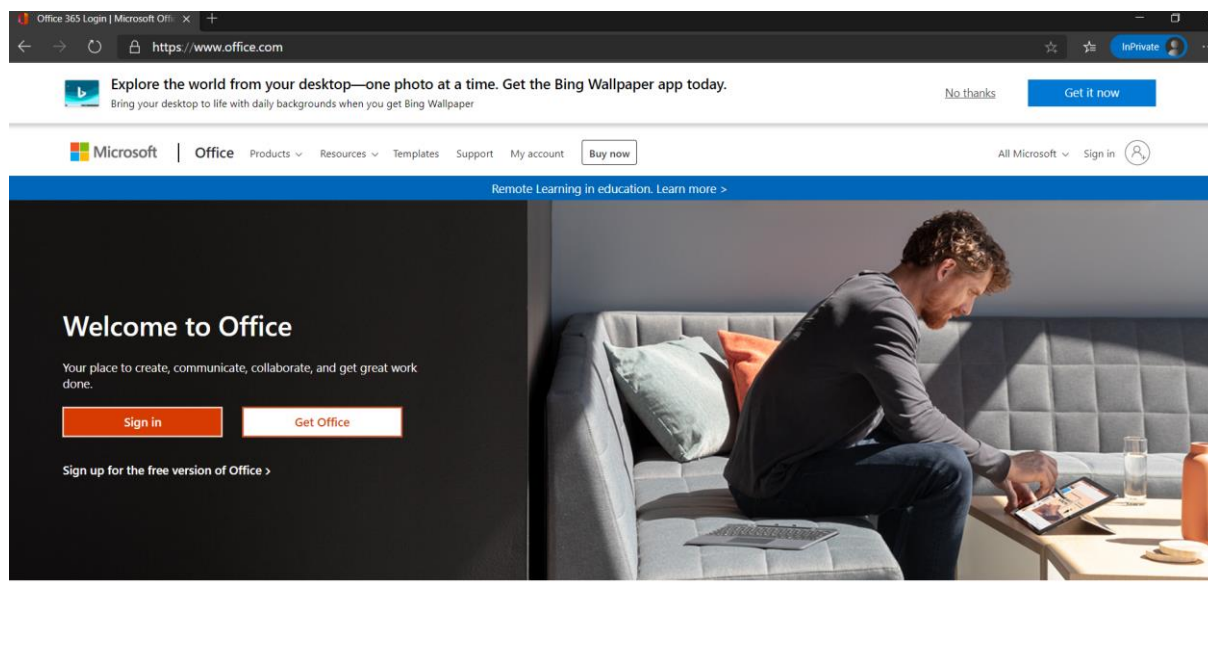 Office 365 Login | Microsoft Offi
https://www.office.com
InPrivate
Explore the world from your desktop—one photo at a time. Get the Bing Wallpaper app today.
Bring your desktop to life with daily backgrounds when you get Bing Wallpaper
No thanks
Get it now
Microsoft Office Products Resources Templates Support My account Buy now All Microsoft Sign in
Remote Learning in education. Learn more >
Welcome to Office
Your place to create, communicate, collaborate, and get great work
done.
Sign in Get Office
Sign up for the free version of Office >